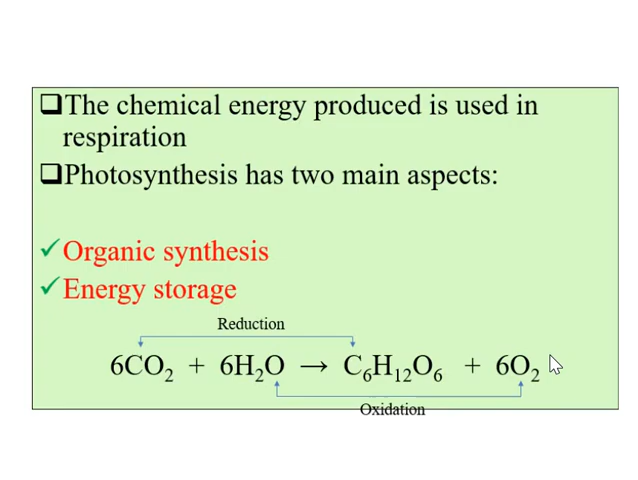 ❑The chemical energy produced is used in
respiration
❑Photosynthesis has two main aspects:
✓Organic synthesis
✓Energy storage
Reduction
6CO₂ + 6H₂O → C₆H₁₂O₆ + 6O₂
Oxidation